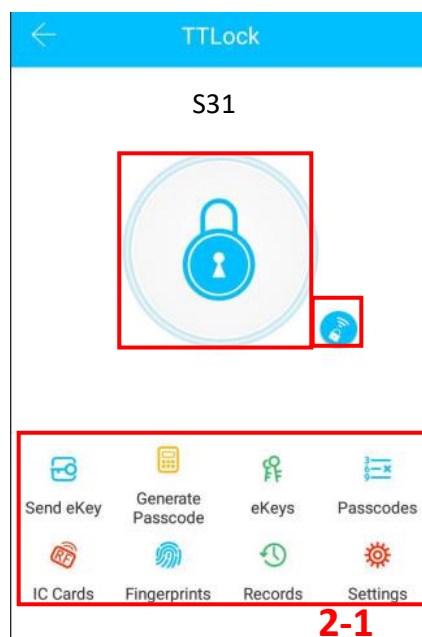 TTLock
S31
Send eKey
Generate
Passcode
eKeys
Passcodes
IC Cards
Fingerprints
Records
Settings
2-1